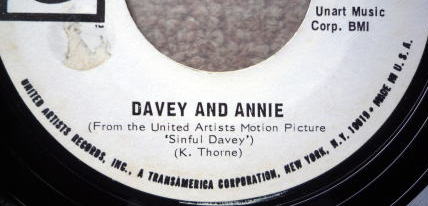 Unart Music
Corp. BMI
DAVEY AND ANNIE
(From the United Artists Motion Picture
'Sinful Davey')
(K. Thorne)
UNITED ARTISTS RECORDS, INC., A TRANSAMERICA CORPORATION, NEW YORK, N.Y. 10019 • MADE IN U.S.A.